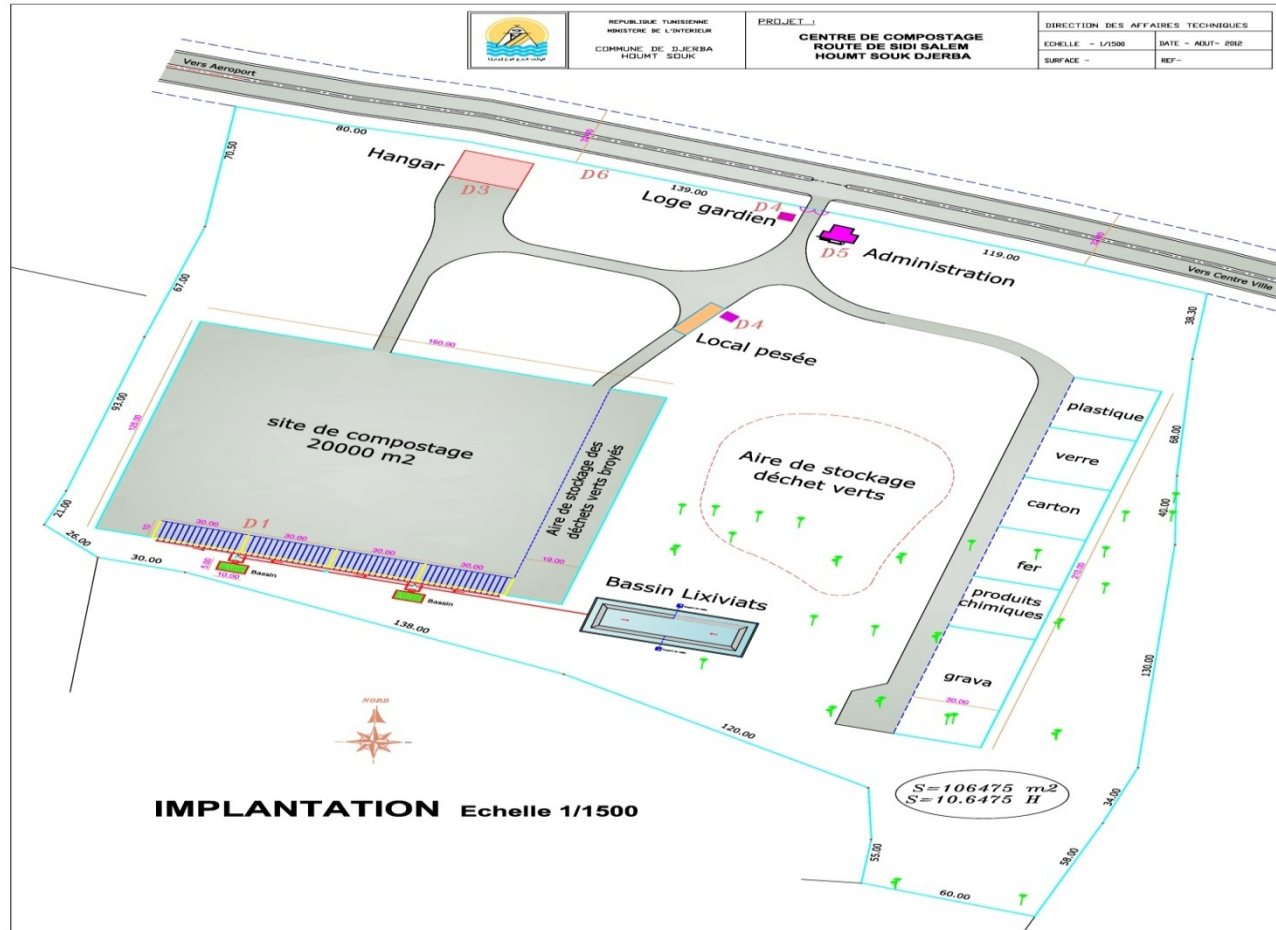 REPUBLIQUE TUNISIENNE
MINISTERE DE L'INTERIEUR
COMMUNE DE DJERBA
HOUMT SOUK
PROJET :
CENTRE DE COMPOSTAGE
ROUTE DE SIDI SALEM
HOUMT SOUK DJERBA
DIRECTION DES AFFAIRES TECHNIQUES
ECHELLE - 1/1500
DATE - AOUT- 2012
SURFACE -
REF-
Vers Aeroport
80.00
70.50
Hangar
D3
D6
139.00
D4
Loge gardien
D5
Administration
119.00
Vers Centre Ville
38.30
67.00
D4
Local pesée
160.00
93.00
site de compostage
20000 m2
Aire de stockage des
déchets verts broyés
Aire de stockage
déchet verts
plastique
verre
carton
fer
produits
chimiques
grava
68.00
40.00
215.00
30.00
130.00
21.00
26.00
30.00
D1
10
30.00
30.00
30.00
30.00
19.00
10.00
Bassin
Bassin
138.00
Bassin Lixiviats
120.00
NORD
IMPLANTATION Echelle 1/1500
S=106475 m2
S=10.6475 H
34.00
58.00
55.00
60.00